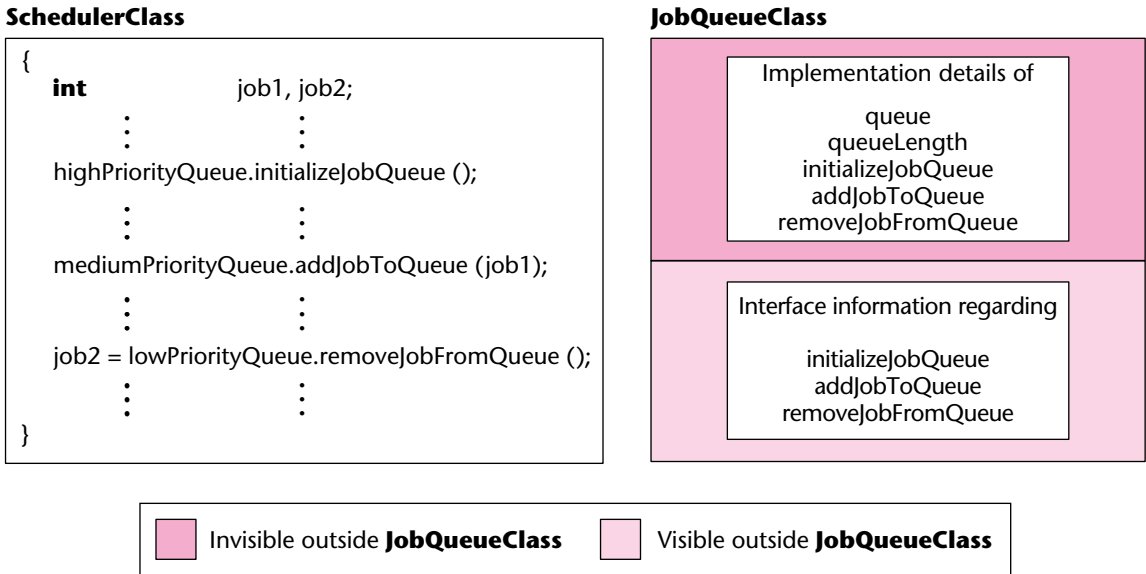 SchedulerClass
{
int job1, job2;
highPriorityQueue.initializeJobQueue ();
mediumPriorityQueue.addJobToQueue (job1);
job2 = lowPriorityQueue.removeJobFromQueue ();
}
JobQueueClass
Implementation details of
queue
queueLength
initializeJobQueue
addJobToQueue
removeJobFromQueue
Interface information regarding
initializeJobQueue
addJobToQueue
removeJobFromQueue
Invisible outside JobQueueClass
Visible outside JobQueueClass